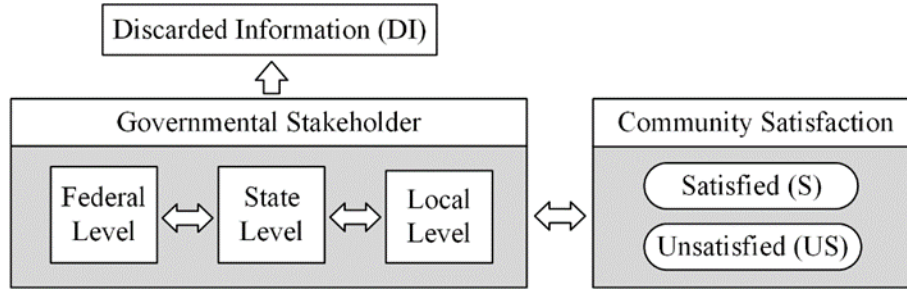 Discarded Information (DI)
Governmental Stakeholder
Federal
Level
State
Level
Local
Level
Community Satisfaction
Satisfied (S)
Unsatisfied (US)